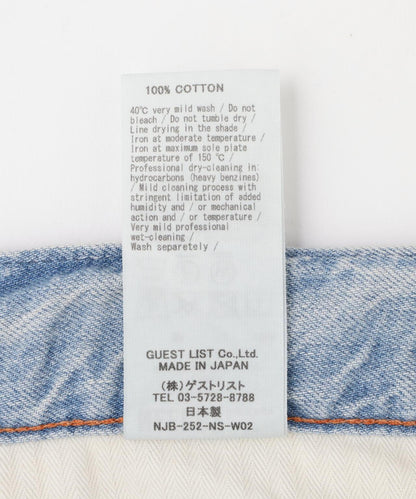 100% COTTON
40℃ very mild wash / Do not
bleach / Do not tumble dry /
Line drying in the shade /
Iron at moderate temperature /
Iron at maximum sole plate
temperature of 150 ℃ /
Professional dry-cleaning in:
hydrocarbons (heavy benzines)
/ Mild cleaning process with
stringent limitation of added
humidity and / or mechanical
action and / or temperature /
Very mild professional
wet-cleaning /
Wash separetely /
GUEST LIST Co.,Ltd.
MADE IN JAPAN
(株)ゲストリスト
TEL 03-5728-8788
日本製
NJB-252-NS-W02